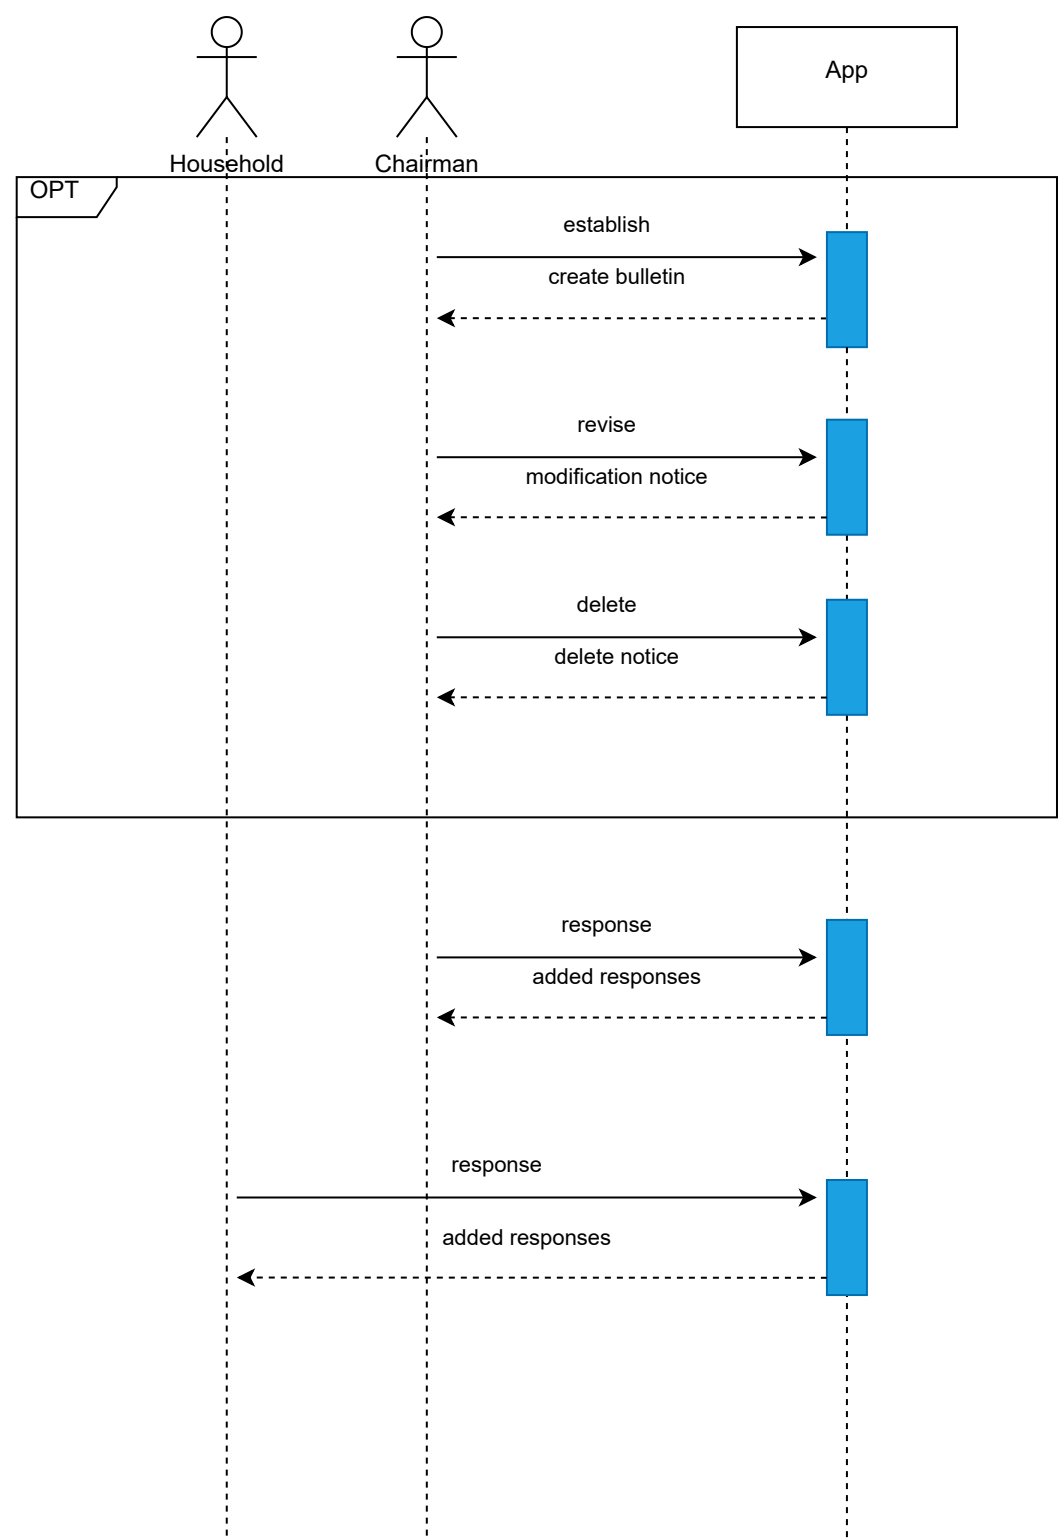 App
Household
Chairman
OPT
establish
create bulletin
revise
modification notice
delete
delete notice
response
added responses
response
added responses